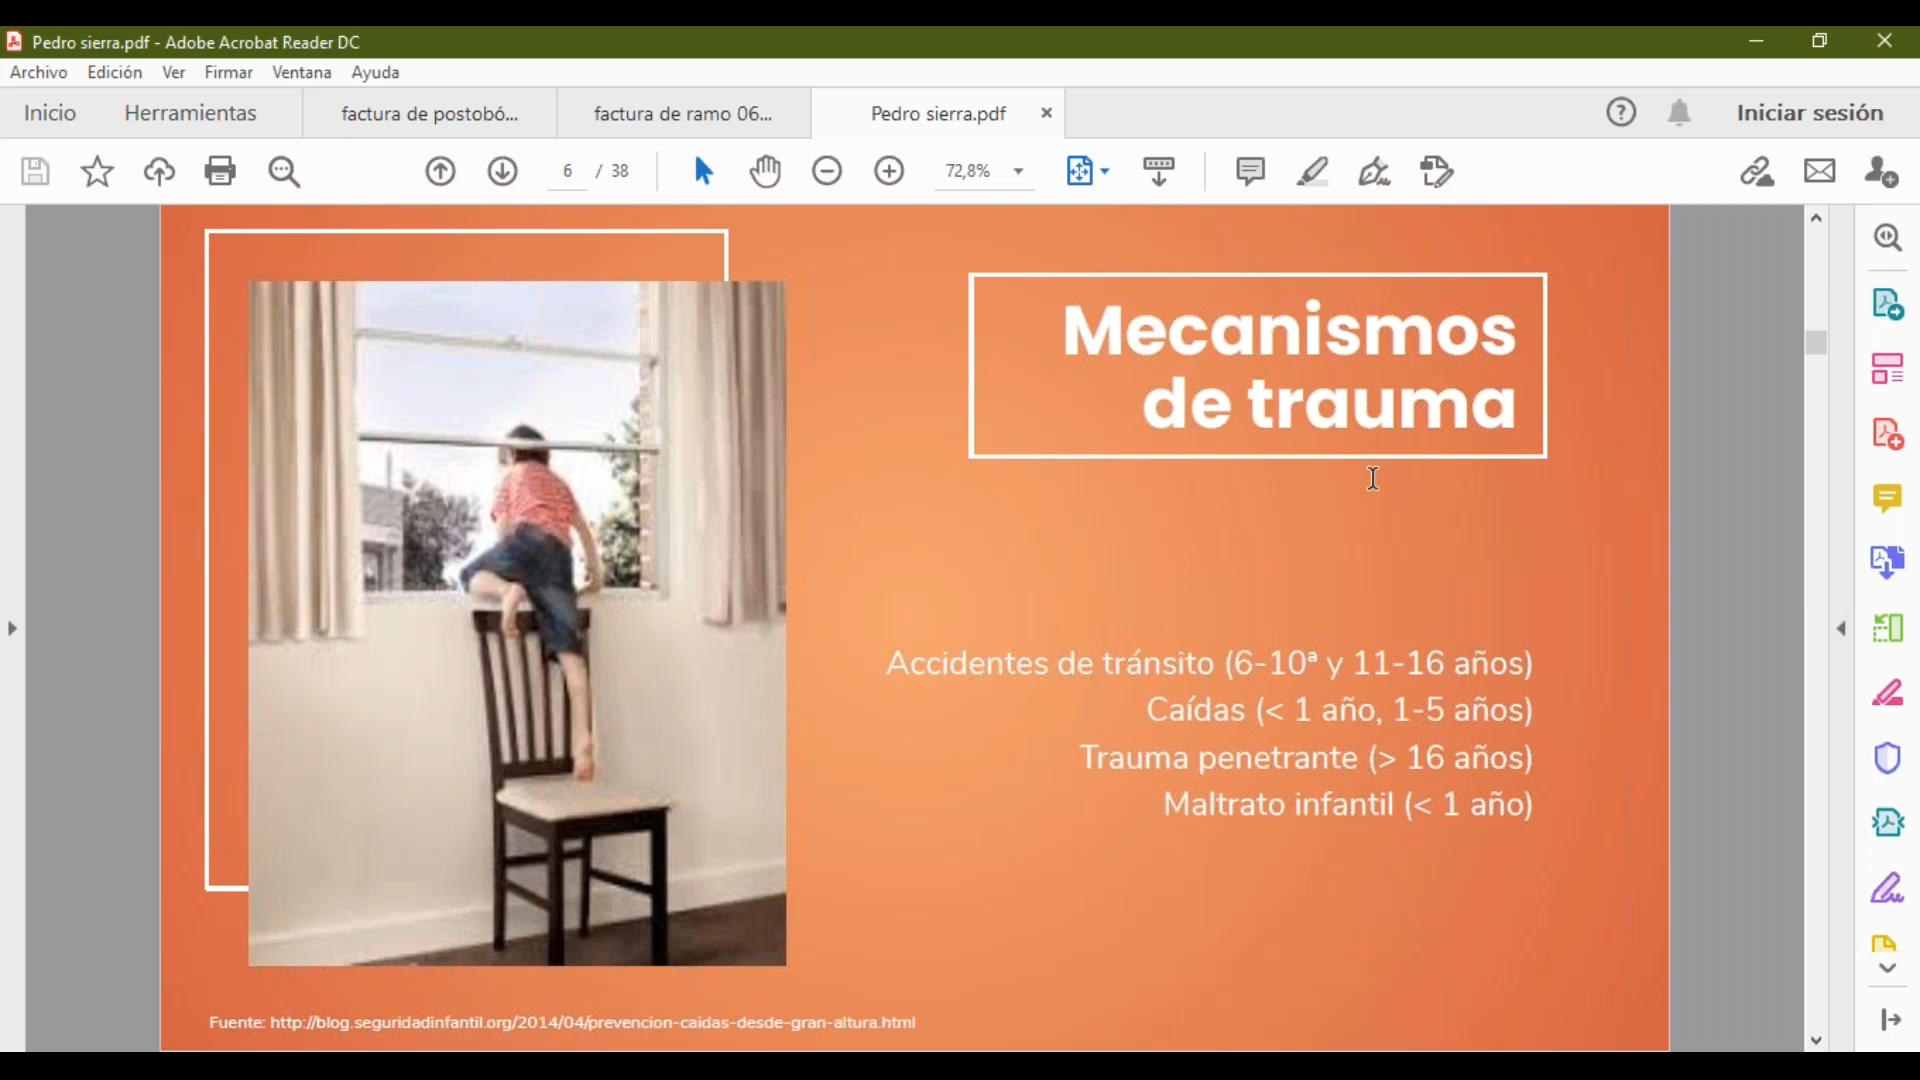 Pedro sierra.pdf - Adobe Acrobat Reader DC
Archivo Edición Ver Firmar Ventana Ayuda
Inicio Herramientas factura de postobó... factura de ramo 06... Pedro sierra.pdf Iniciar sesión
6 / 38 72,8%
Mecanismos
de trauma
Accidentes de tránsito (6-10ª y 11-16 años)
Caídas (< 1 año, 1-5 años)
Trauma penetrante (> 16 años)
Maltrato infantil (< 1 año)
Fuente: http://blog.seguridadinfantil.org/2014/04/prevencion-caidas-desde-gran-altura.html